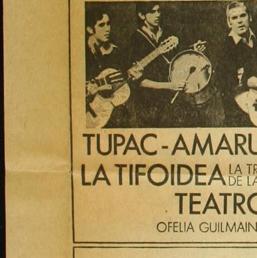 TUPAC-AMARU
LA TIFOIDEA LA TR
DE LA
TEATRO
OFELIA GUILMAIN